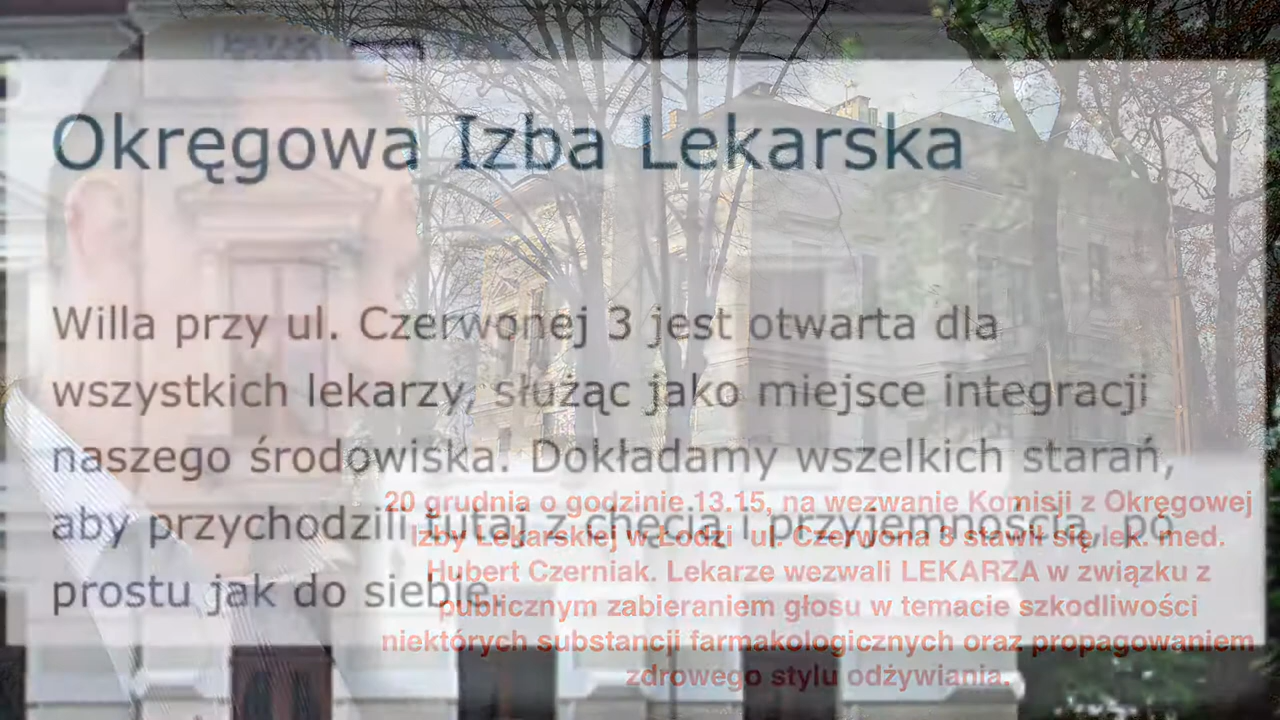 Okręgowa Izba Lekarska
Willa przy ul. Czerwonej 3 jest otwarta dla
wszystkich lekarzy, służąc jako miejsce integracji
naszego środowiska. Dokładamy wszelkich starań,
aby przychodzili tutaj z chęcią i przyjemnością, po
prostu jak do siebie.
20 grudnia o godzinie 13.15, na wezwanie Komisji z Okręgowej
Izby Lekarskiej w Łodzi ul. Czerwona 3 stawił się lek. med.
Hubert Czerniak. Lekarze wezwali LEKARZA w związku z
publicznym zabieraniem głosu w temacie szkodliwości
niektórych substancji farmakologicznych oraz propagowaniem
zdrowego stylu odżywiania.